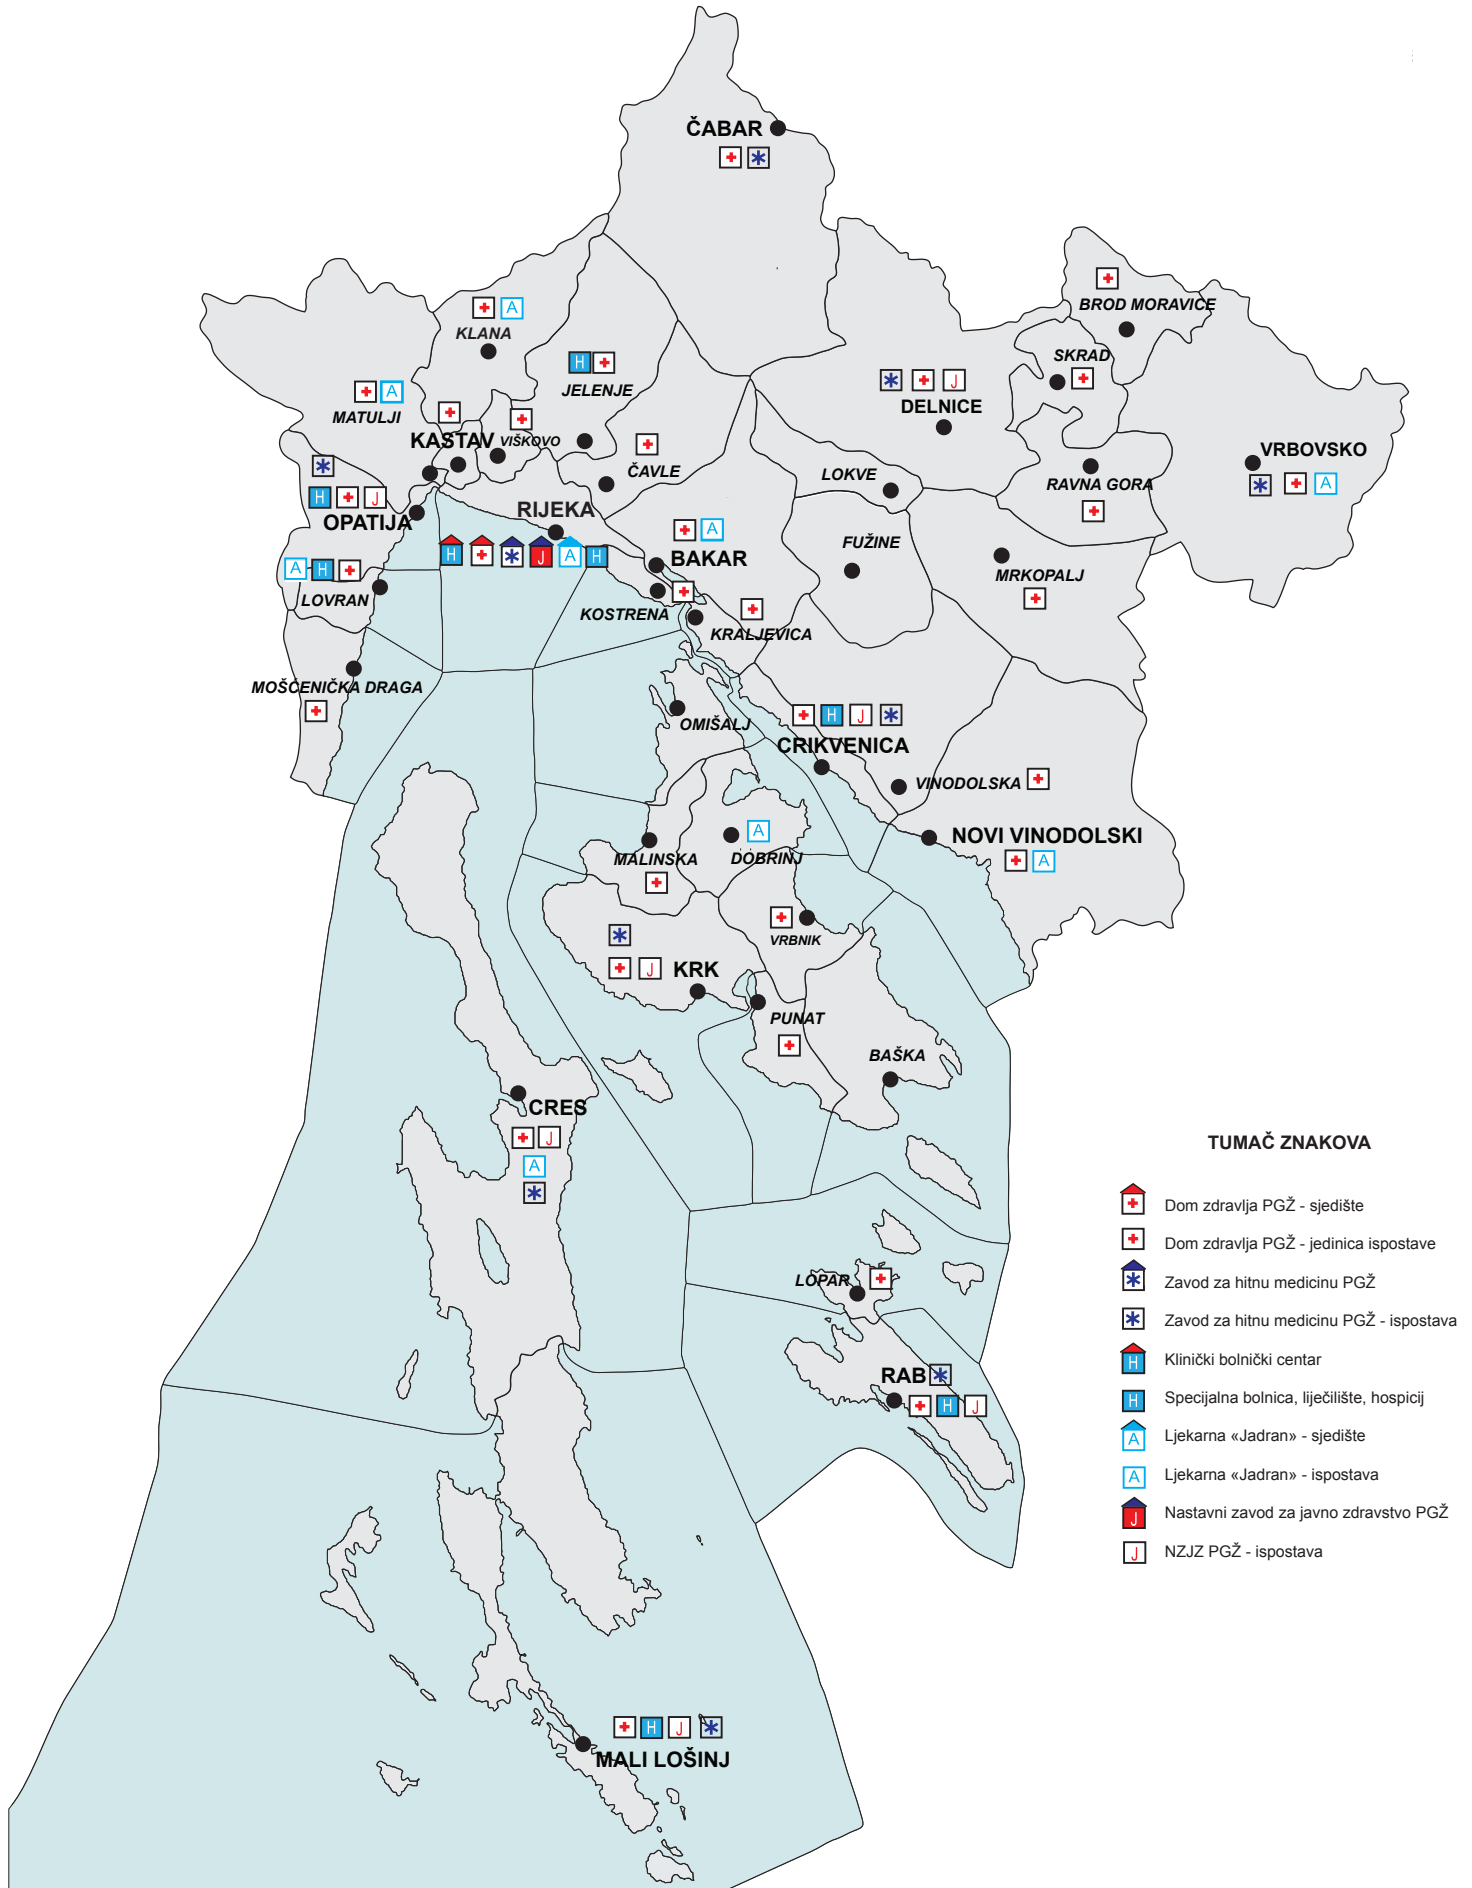 ČABAR
BROD MORAVICE
KLANA
SKRAD
JELENJE
MATULJI
DELNICE
KASTAV
VIŠKOVO
VRBOVSKO
ČAVLE
LOKVE
RAVNA GORA
H
J
OPATIJA
RIJEKA
A
FUŽINE
BAKAR
MRKOPALJ
LOVRAN
KOSTRENA
KRALJEVICA
MOŠĆENIČKA DRAGA
OMIŠALJ
CRIKVENICA
VINODOLSKA
NOVI VINODOLSKI
MALINSKA
DOBRINJ
VRBNIK
KRK
PUNAT
BAŠKA
CRES
LOPAR
RAB
MALI LOŠINJ
TUMAČ ZNAKOVA
Dom zdravlja PGŽ - sjedište
Dom zdravlja PGŽ - jedinica ispostave
Zavod za hitnu medicinu PGŽ
Zavod za hitnu medicinu PGŽ - ispostava
H Klinički bolnički centar
H Specijalna bolnica, liječilište, hospicij
A Ljekarna «Jadran» - sjedište
A Ljekarna «Jadran» - ispostava
J Nastavni zavod za javno zdravstvo PGŽ
J NZJZ PGŽ - ispostava